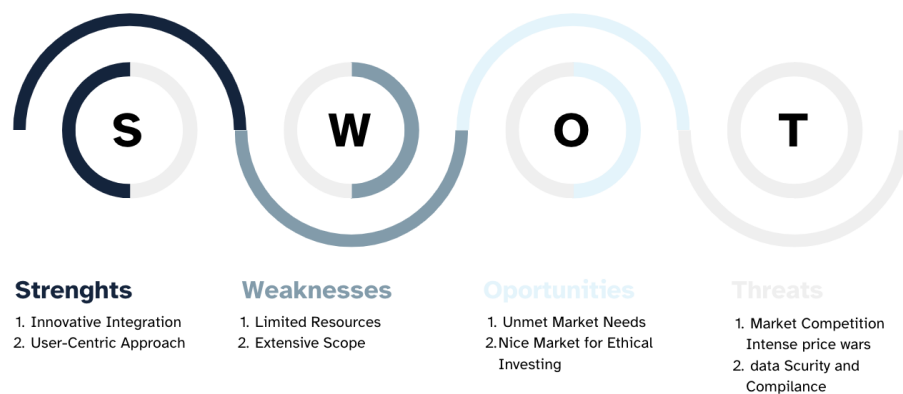 S
W
O
T
Strenghts
1. Innovative Integration
2. User-Centric Approach
Weaknesses
1. Limited Resources
2. Extensive Scope
Oportunities
1. Unmet Market Needs
2.Nice Market for Ethical
Investing
Threats
1. Market Competition
Intense price wars
2. data Scurity and
Compilance